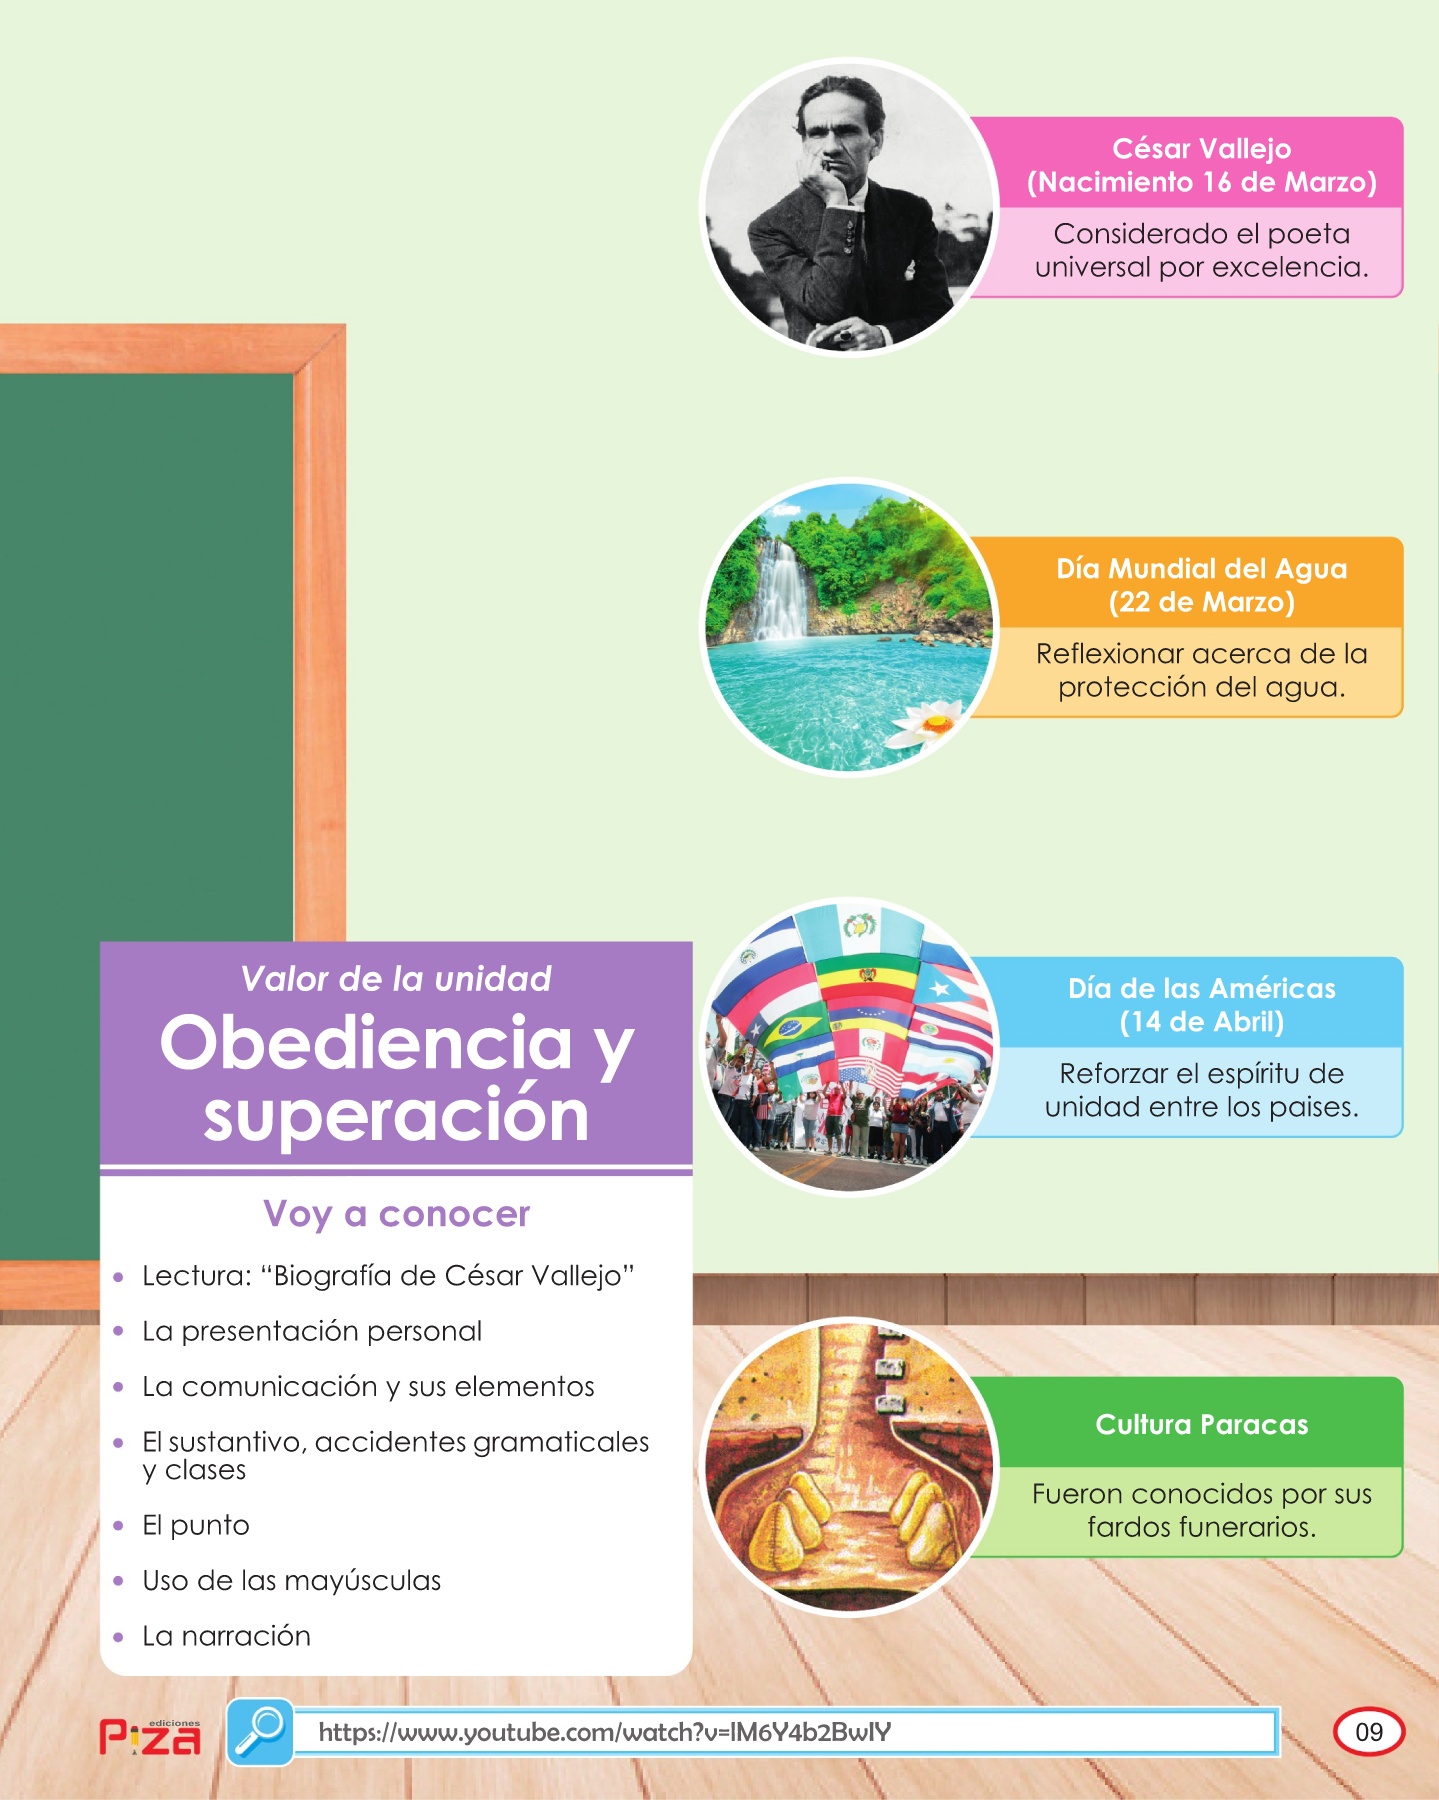 César Vallejo
(Nacimiento 16 de Marzo)
Considerado el poeta
universal por excelencia.
Día Mundial del Agua
(22 de Marzo)
Reflexionar acerca de la
protección del agua.
Día de las Américas
(14 de Abril)
Reforzar el espíritu de
unidad entre los paises.
Cultura Paracas
Fueron conocidos por sus
fardos funerarios.
Valor de la unidad
Obediencia y
superación
Voy a conocer
• Lectura: “Biografía de César Vallejo”
• La presentación personal
• La comunicación y sus elementos
• El sustantivo, accidentes gramaticales
y clases
• El punto
• Uso de las mayúsculas
• La narración
ediciones
Piza
https://www.youtube.com/watch?v=lM6Y4b2BwlY
09